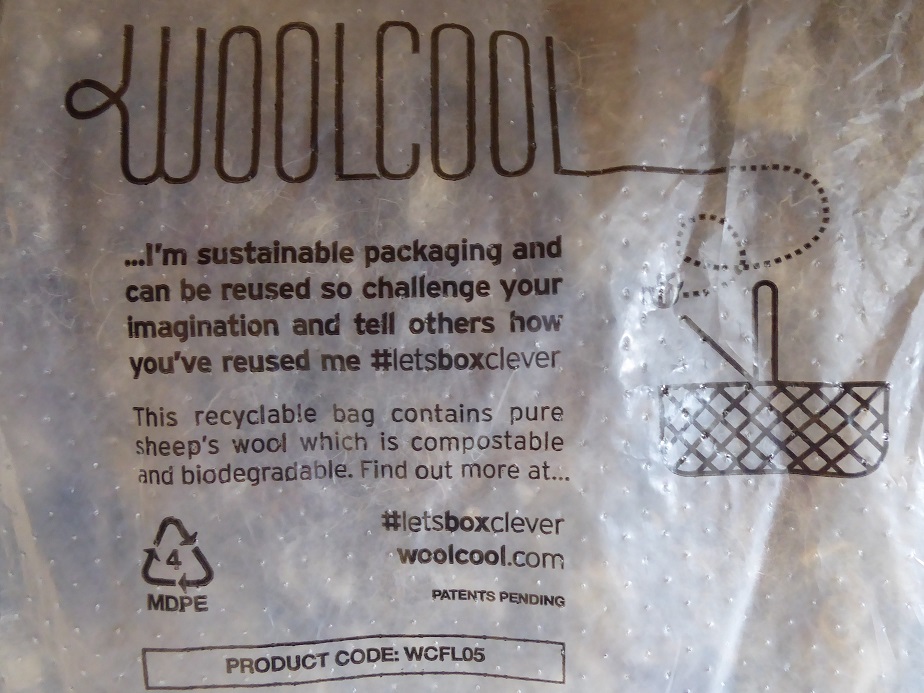 WOOLCOOL
...I'm sustainable packaging and
can be reused so challenge your
imagination and tell others how
you've reused me #letsboxclever
This recyclable bag contains pure
sheep's wool which is compostable
and biodegradable. Find out more at...
#letsboxclever
woolcool.com
PATENTS PENDING
4
MDPE
PRODUCT CODE: WCFL05